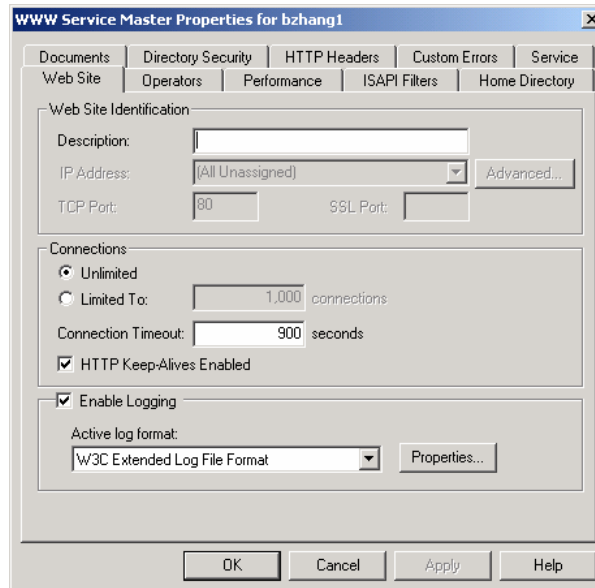 WWW Service Master Properties for bzhang1
Documents Directory Security HTTP Headers Custom Errors Service
Web Site Operators Performance ISAPI Filters Home Directory
Web Site Identification
Description:
IP Address: (All Unassigned) Advanced...
TCP Port: 80 SSL Port:
Connections
Unlimited
Limited To: 1,000 connections
Connection Timeout: 900 seconds
HTTP Keep-Alives Enabled
Enable Logging
Active log format:
W3C Extended Log File Format Properties...
OK Cancel Apply Help